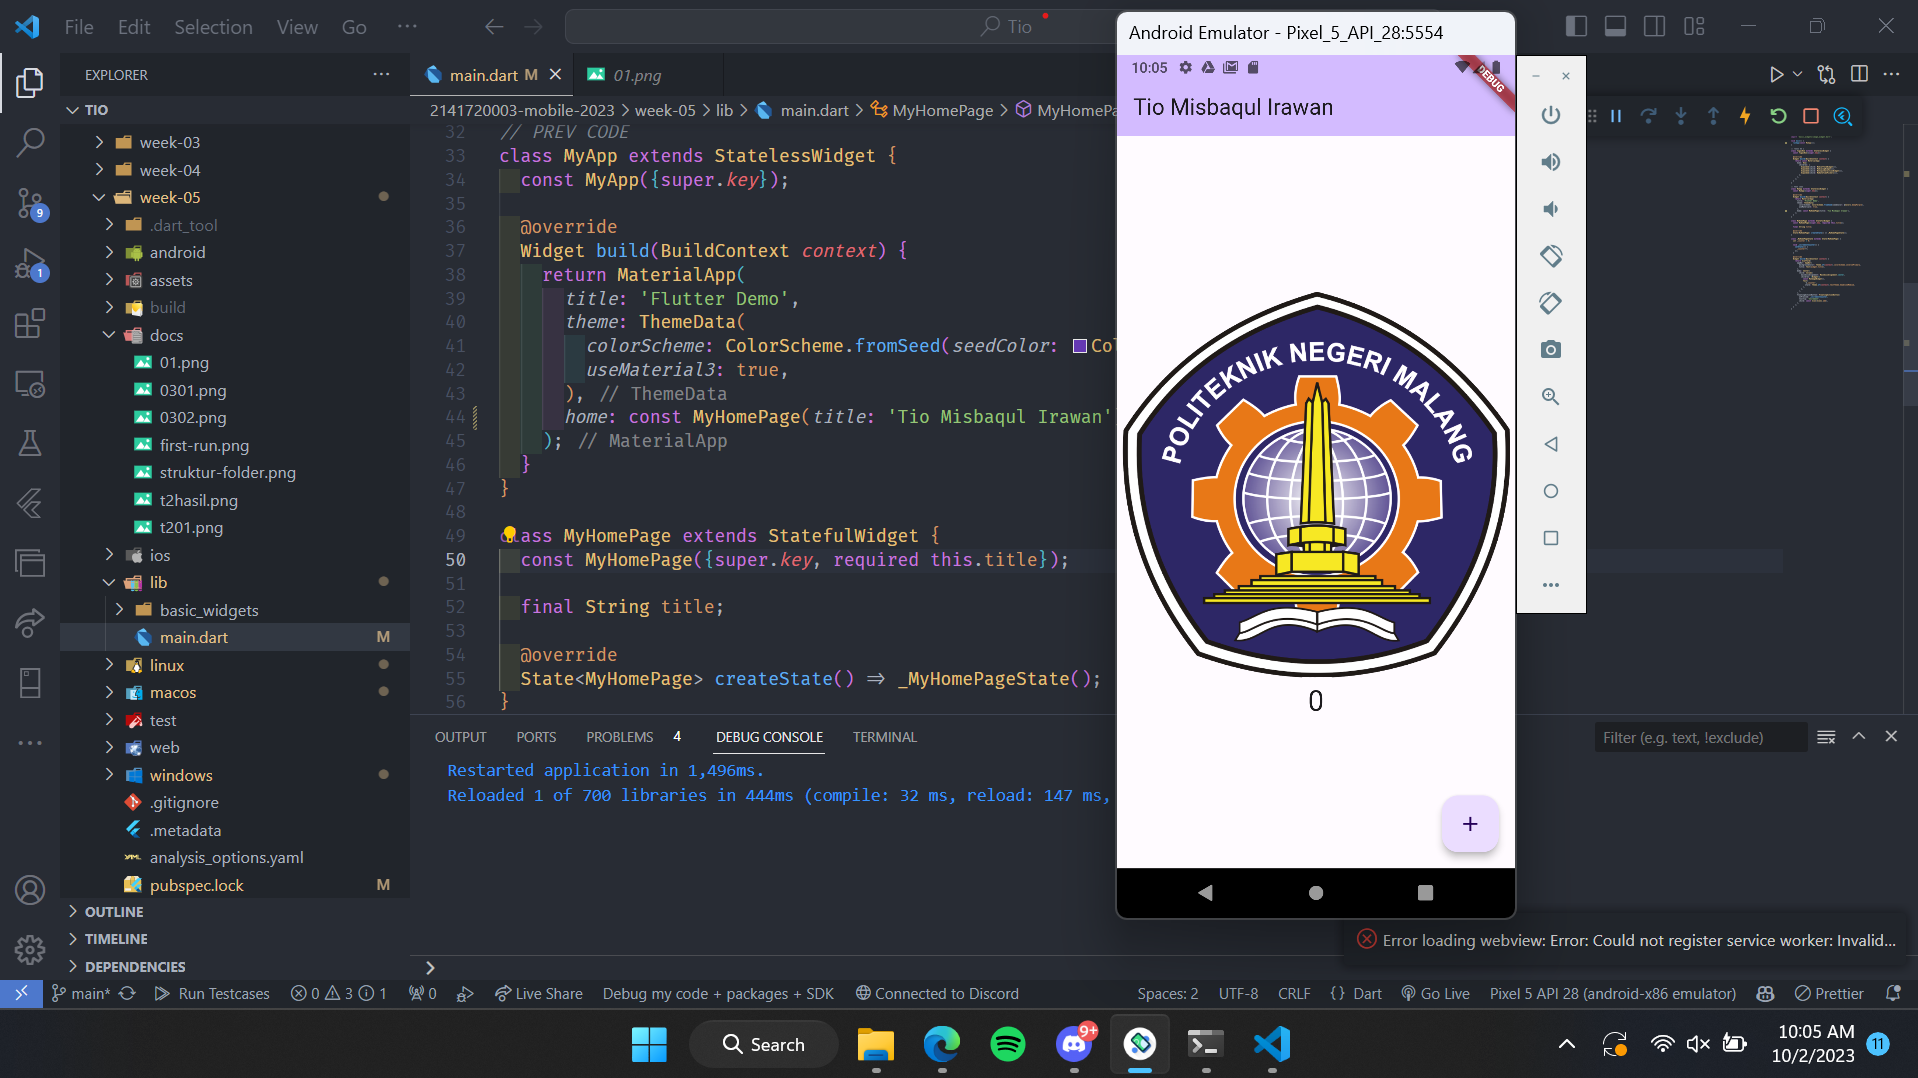 File Edit Selection View Go ···
Tio
EXPLORER
TIO
week-03
week-04
week-05
.dart_tool
android
assets
build
docs
01.png
0301.png
0302.png
first-run.png
struktur-folder.png
t2hasil.png
t201.png
ios
lib
basic_widgets
main.dart M
linux
macos
test
web
windows
.gitignore
.metadata
analysis_options.yaml
pubspec.lock M
OUTLINE
TIMELINE
DEPENDENCIES
9
1
main.dart M
01.png
2141720003-mobile-2023 > week-05 > lib > main.dart > MyHomePage > MyHomeP
32 // PREV CODE
33 class MyApp extends StatelessWidget {
34 const MyApp({super.key});
35
36 @override
37 Widget build(BuildContext context) {
38 return MaterialApp(
39 title: 'Flutter Demo',
40 theme: ThemeData(
41 colorScheme: ColorScheme.fromSeed(seedColor: Co
42 useMaterial3: true,
43 ), // ThemeData
44 home: const MyHomePage(title: 'Tio Misbaqul Irawan'
45 ); // MaterialApp
46 }
47 }
48
49 class MyHomePage extends StatefulWidget {
50 const MyHomePage({super.key, required this.title});
51
52 final String title;
53
54 @override
55 State<MyHomePage> createState() => _MyHomePageState();
56 }
OUTPUT PORTS PROBLEMS 4 DEBUG CONSOLE TERMINAL
Filter (e.g. text, !exclude)
Restarted application in 1,496ms.
Reloaded 1 of 700 libraries in 444ms (compile: 32 ms, reload: 147 ms,
Android Emulator - Pixel_5_API_28:5554
10:05
DEBUG
Tio Misbaqul Irawan
POLITEKNIK NEGERI MALANG
0
+
Error loading webview: Error: Could not register service worker: Invalid...
main* Run Testcases 0 3 1 0 Live Share Debug my code + packages + SDK Connected to Discord
Spaces: 2 UTF-8 CRLF {} Dart Go Live Pixel 5 API 28 (android-x86 emulator) Prettier
Search
9+
10:05 AM
10/2/2023
11